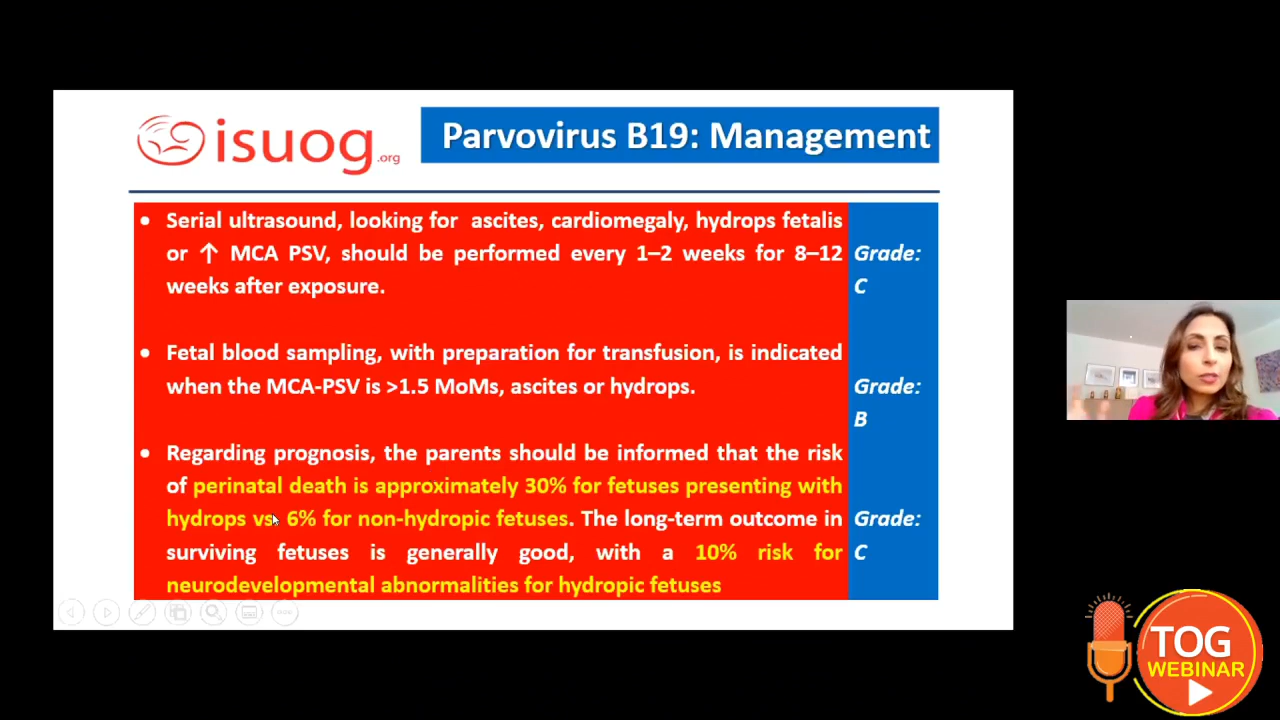 isuog.org
Parvovirus B19: Management
• Serial ultrasound, looking for ascites, cardiomegaly, hydrops fetalis
or ↑ MCA PSV, should be performed every 1–2 weeks for 8–12
weeks after exposure.
Grade:
C
• Fetal blood sampling, with preparation for transfusion, is indicated
when the MCA-PSV is >1.5 MoMs, ascites or hydrops.
Grade:
B
• Regarding prognosis, the parents should be informed that the risk
of perinatal death is approximately 30% for fetuses presenting with
hydrops vs. 6% for non-hydropic fetuses. The long-term outcome in
surviving fetuses is generally good, with a 10% risk for
neurodevelopmental abnormalities for hydropic fetuses
Grade:
C
TOG
WEBINAR